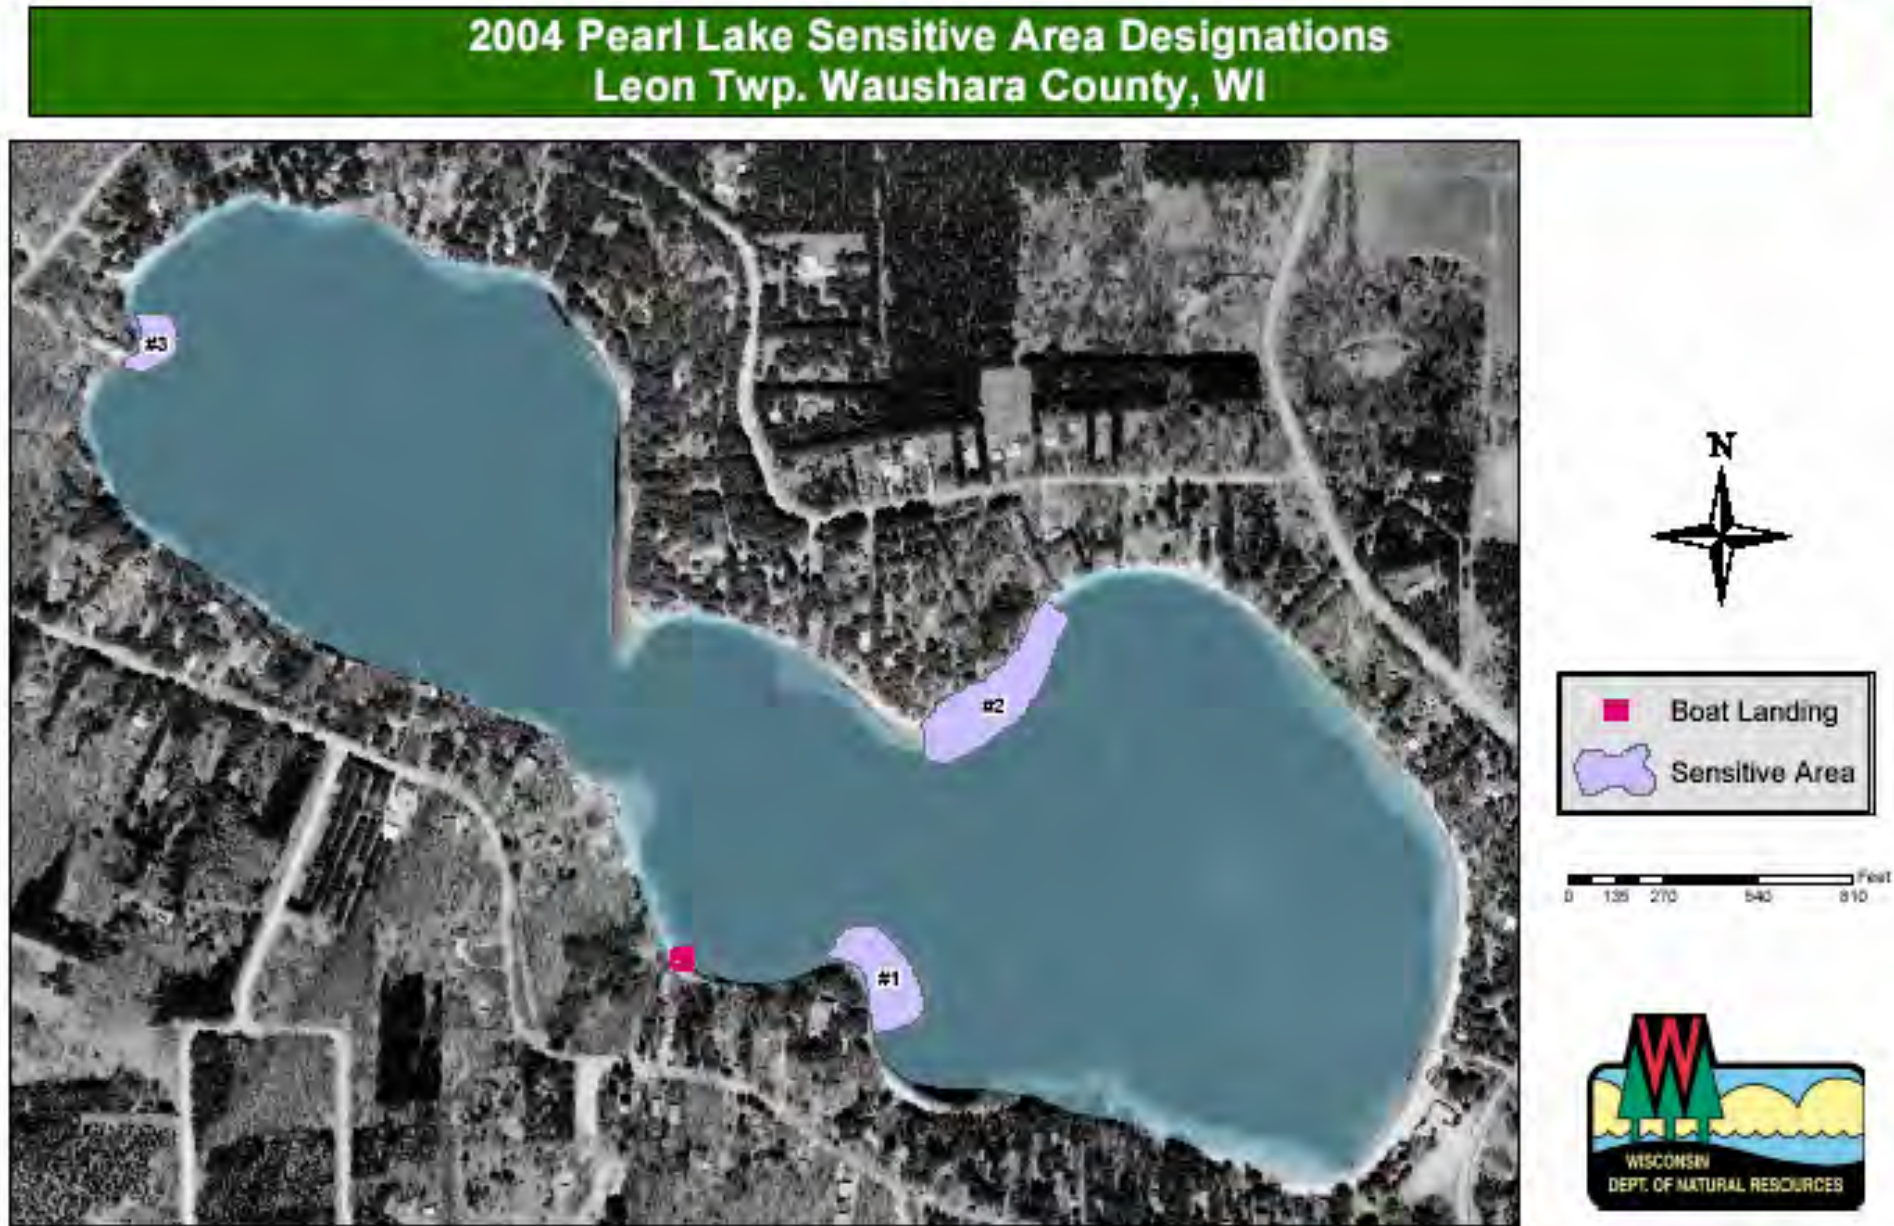 2004 Pearl Lake Sensitive Area Designations
Leon Twp. Waushara County, WI
#3
#2
#1
N
Boat Landing
Sensitive Area
Feet
0 135 270 540 810
WISCONSIN
DEPT. OF NATURAL RESOURCES